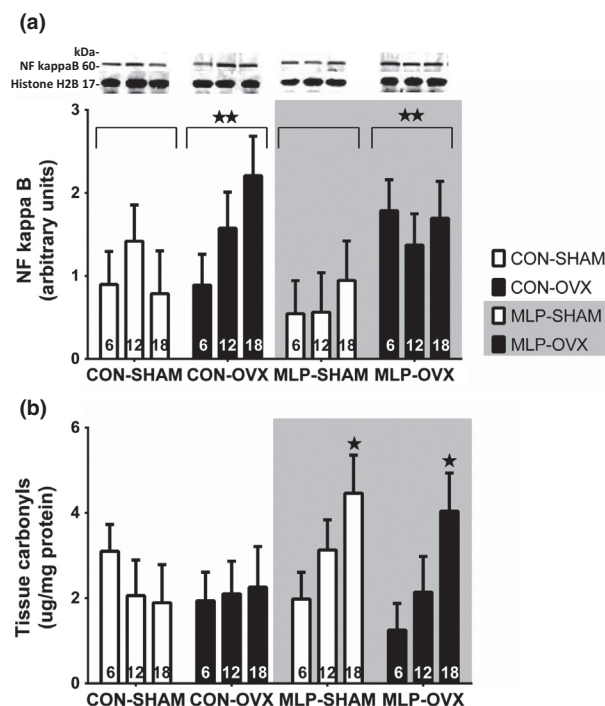 (a)
kDa-
NF kappaB 60-
Histone H2B 17-
3
★★
★★
2
NF kappa B
(arbitrary units)
1
0
6 12 18 6 12 18 6 12 18 6 12 18
CON-SHAM CON-OVX MLP-SHAM MLP-OVX
CON-SHAM
CON-OVX
MLP-SHAM
MLP-OVX
(b)
6
★
★
4
Tissue carbonyls
(ug/mg protein)
2
0
6 12 18 6 12 18 6 12 18 6 12 18
CON-SHAM CON-OVX MLP-SHAM MLP-OVX